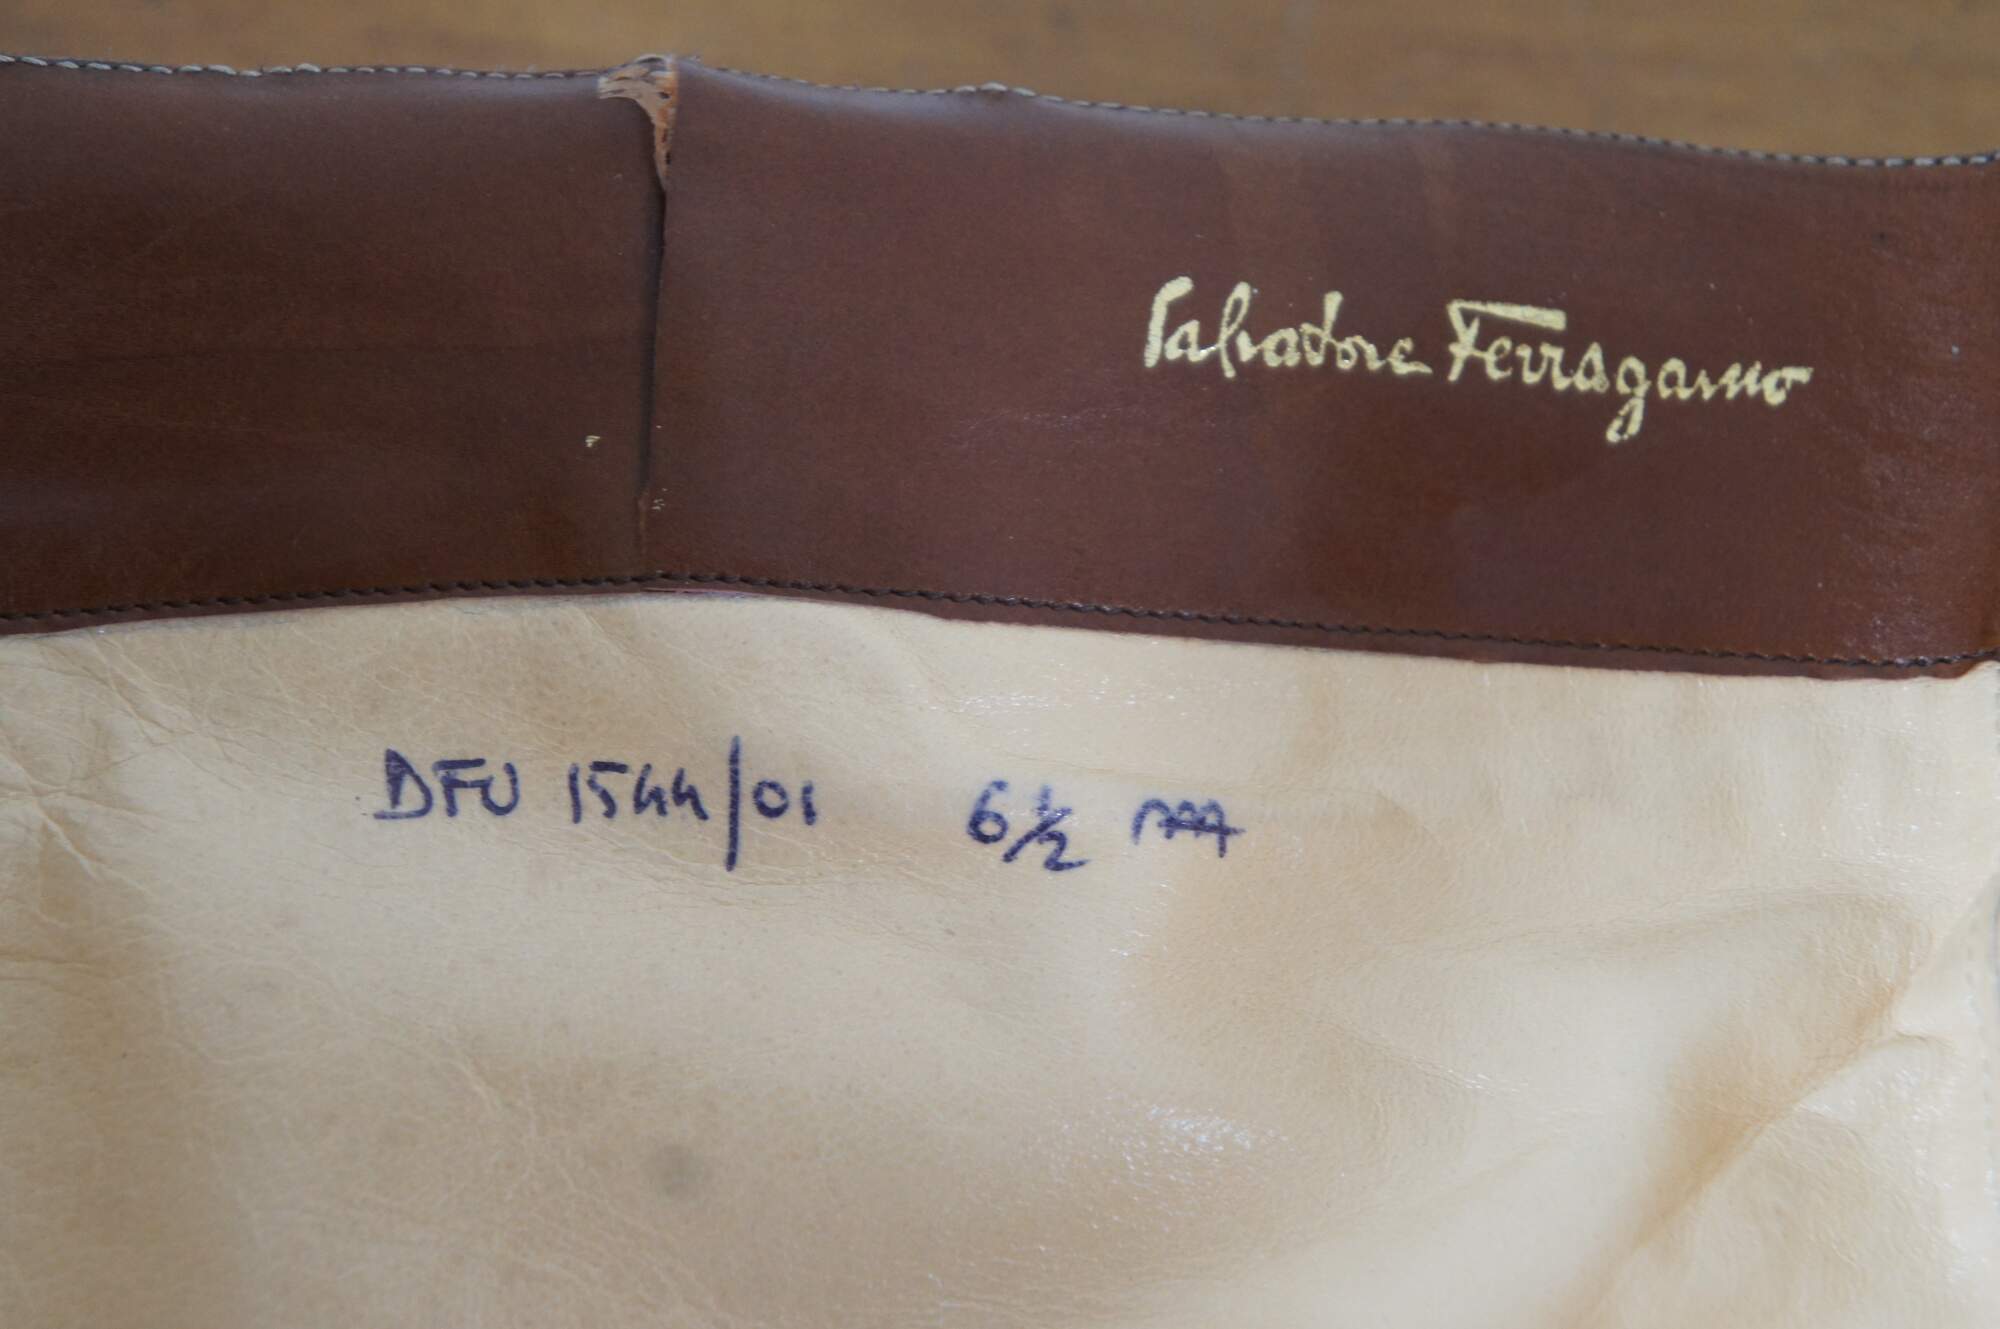 Salvatore Ferragamo
DFU 1544/01 6½ AAA